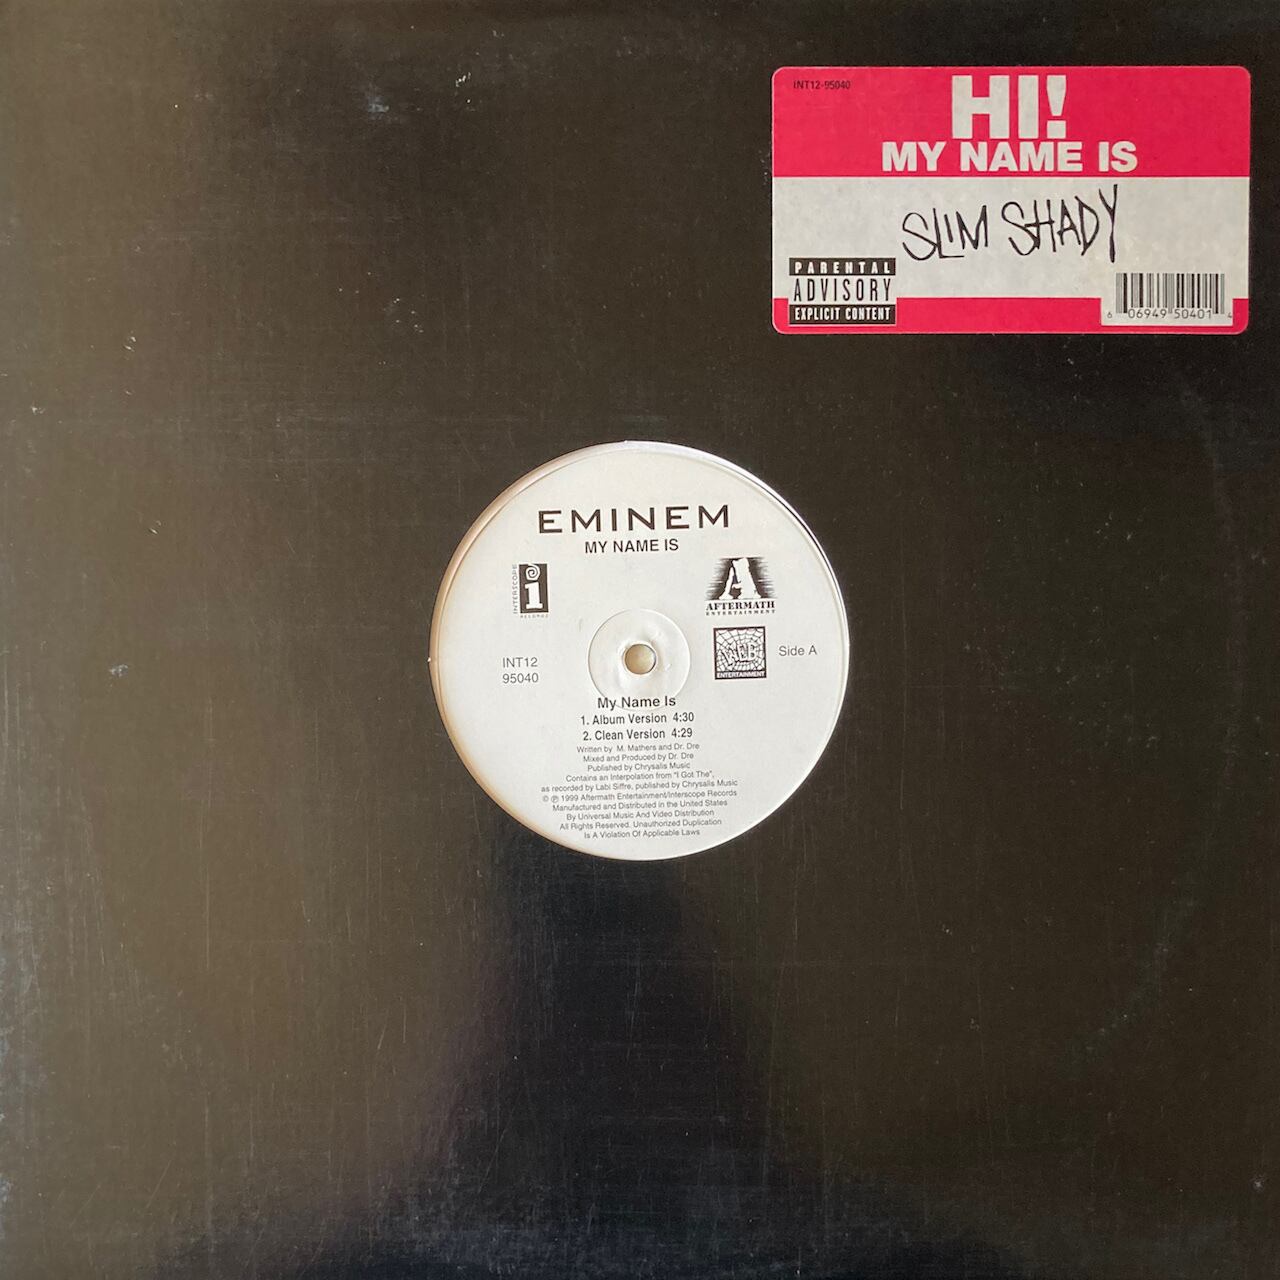 INT12-95040
HI!
MY NAME IS
SLIM SHADY
PARENTAL
ADVISORY
EXPLICIT CONTENT
6 06949 50401 4
EMINEM
MY NAME IS
INTERSCOPE
RECORDS
AFTERMATH
ENTERTAINMENT
WEB
ENTERTAINMENT
Side A
INT12
95040
My Name Is
1. Album Version 4:30
2. Clean Version 4:29
Written by M. Mathers and Dr. Dre
Mixed and Produced by Dr. Dre
Published by Chrysalis Music
Contains an Interpolation from "I Got The",
as recorded by Labi Siffre, published by Chrysalis Music
© ℗ 1999 Aftermath Entertainment/Interscope Records
Manufactured and Distributed in the United States
By Universal Music And Video Distribution
All Rights Reserved. Unauthorized Duplication
Is A Violation Of Applicable Laws